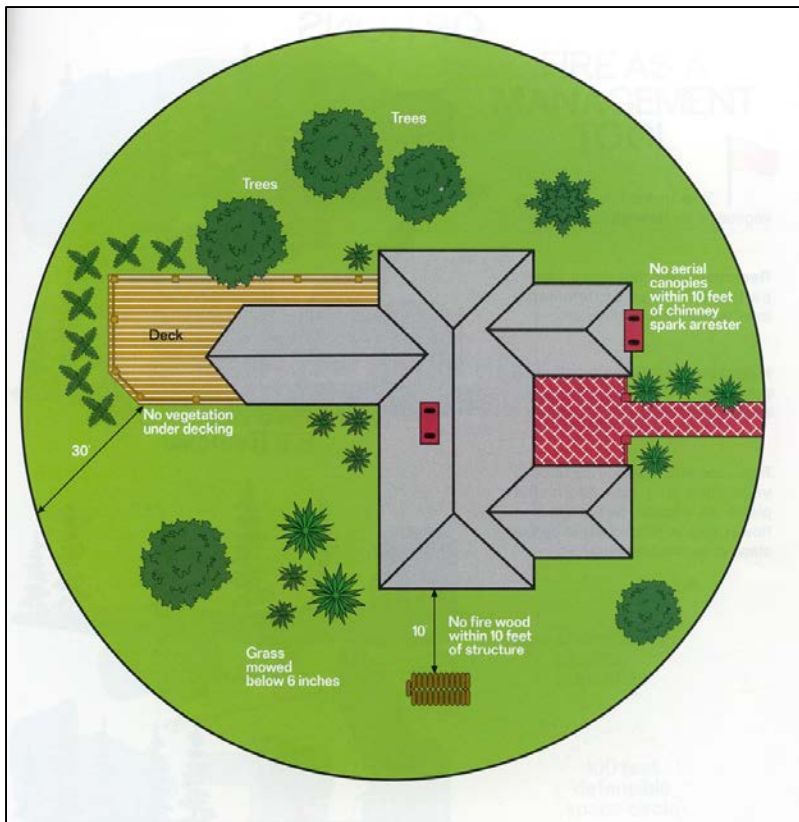 Trees
Trees
No aerial
canopies
within 10 feet
of chimney
spark arrester
Deck
No vegetation
under decking
30'
10'
No fire wood
within 10 feet
of structure
Grass
mowed
below 6 inches